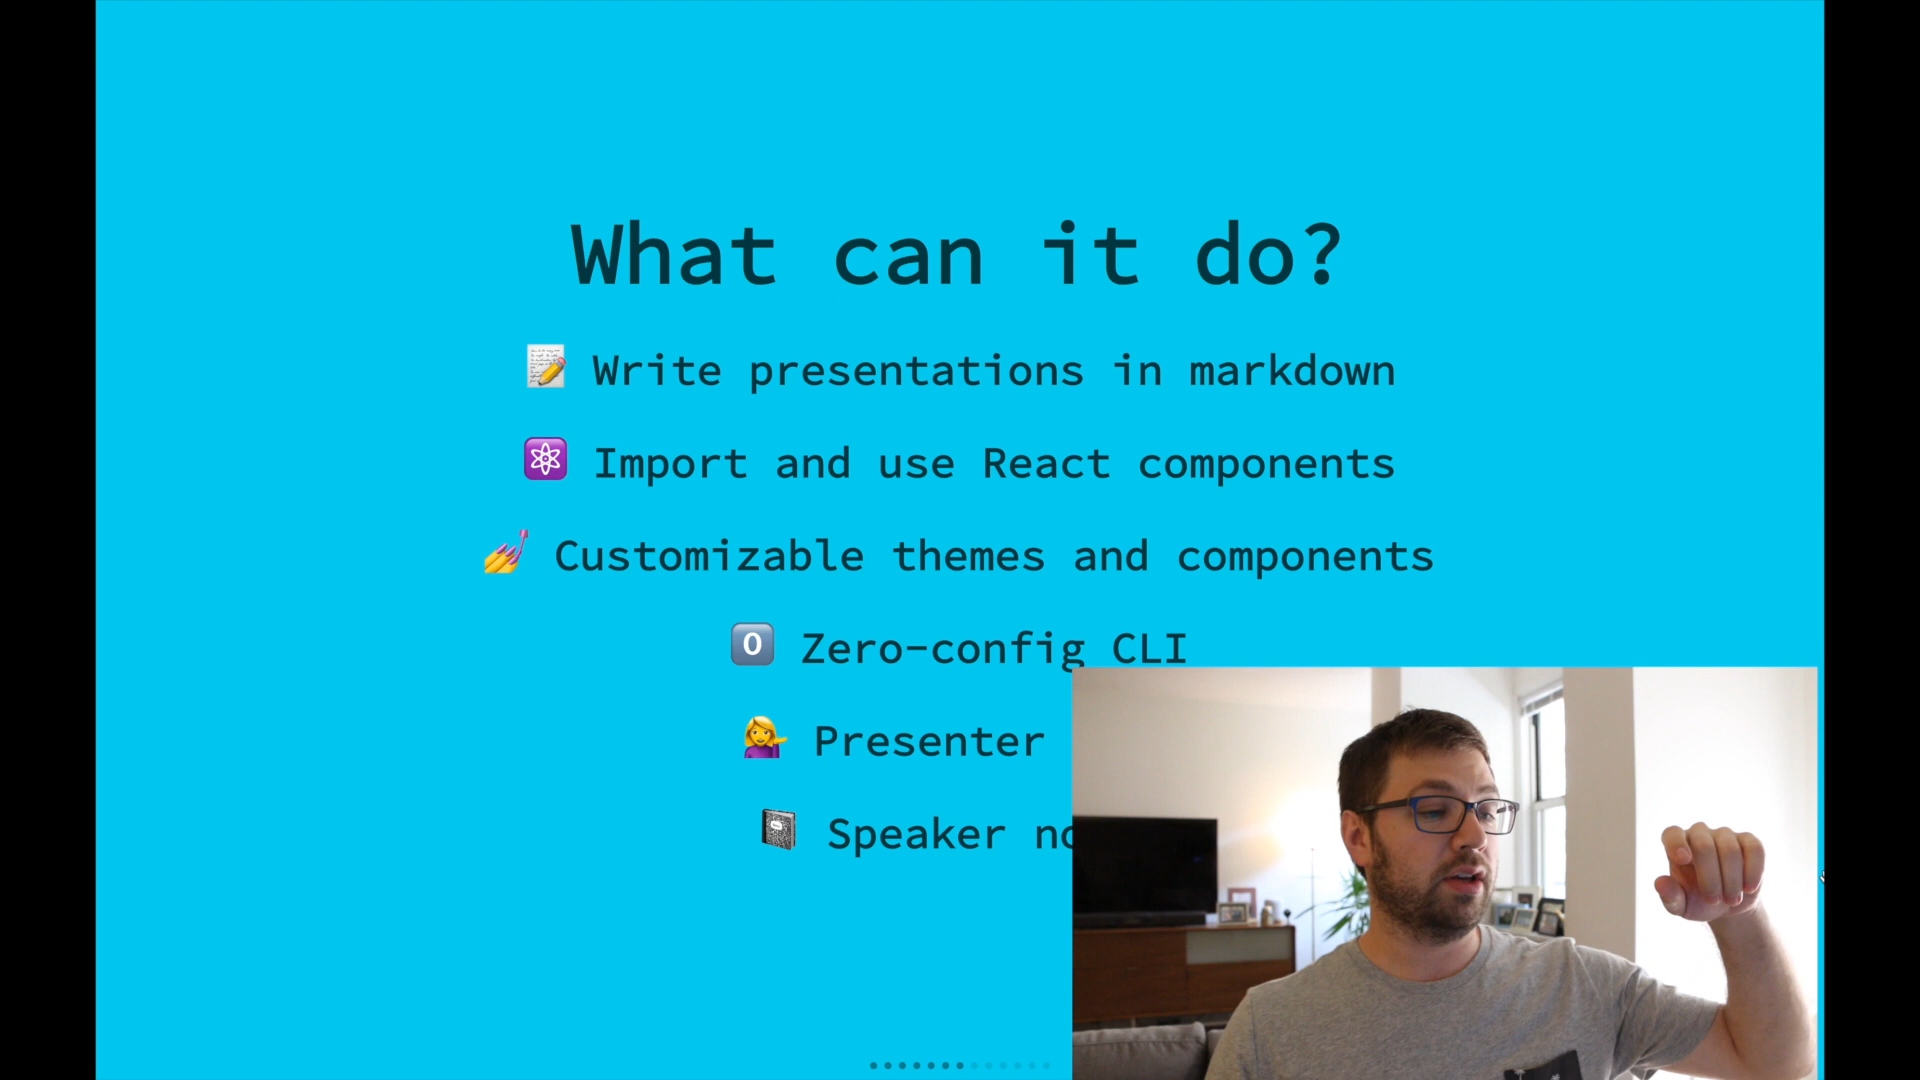 What can it do?
📝 Write presentations in markdown
⚛️ Import and use React components
💅 Customizable themes and components
0️⃣ Zero-config CLI
💁 Presenter
📓 Speaker